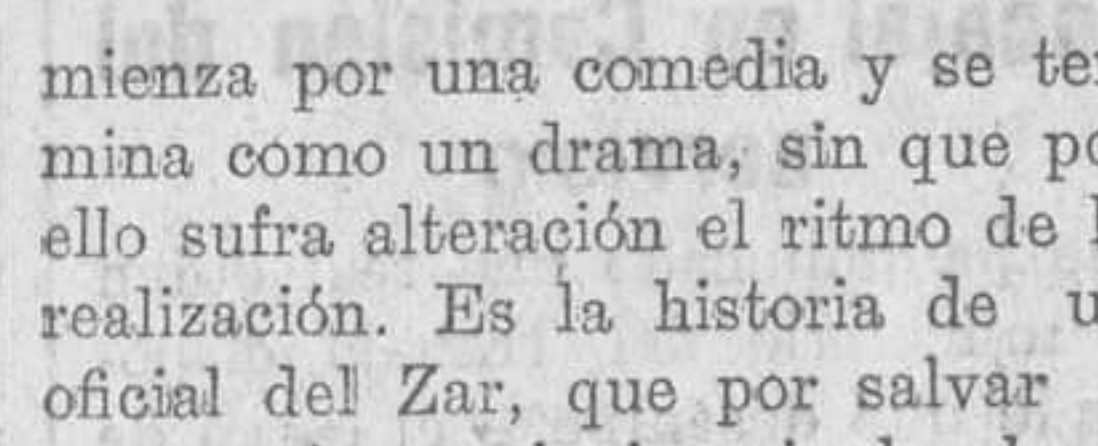 mienza por una comedia y se ter
mina como un drama, sin que po
ello sufra alteración el ritmo de l
realización. Es la historia de u
oficial del Zar, que por salvar